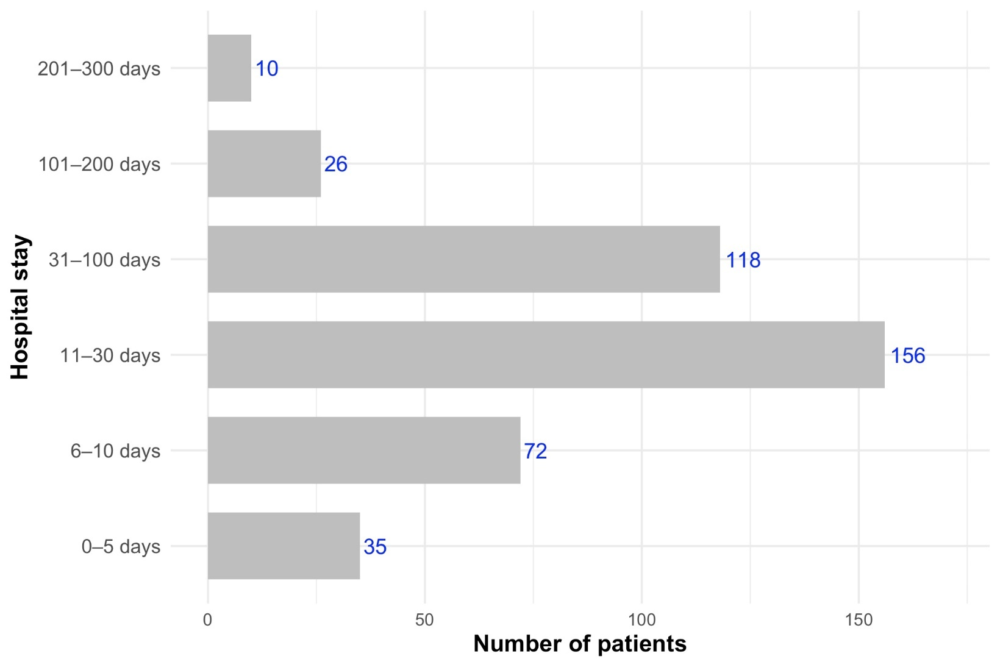 Hospital stay
201–300 days
10
101–200 days
26
31–100 days
118
11–30 days
156
6–10 days
72
0–5 days
35
0 50 100 150
Number of patients